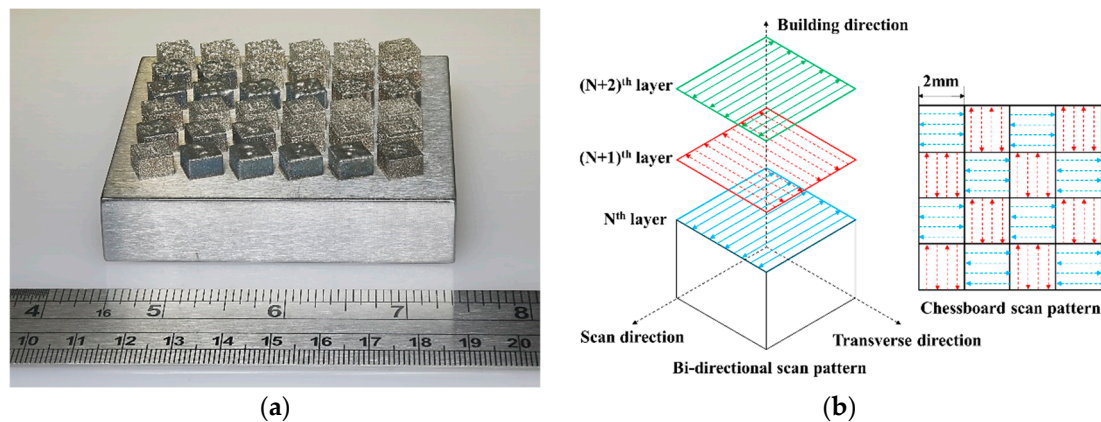 4 16 5 6 7 8
10 11 12 13 14 15 16 17 18 19 20
(a)
Building direction
(N+2)th layer
(N+1)th layer
Nth layer
Scan direction
Transverse direction
Bi-directional scan pattern
2mm
Chessboard scan pattern
(b)